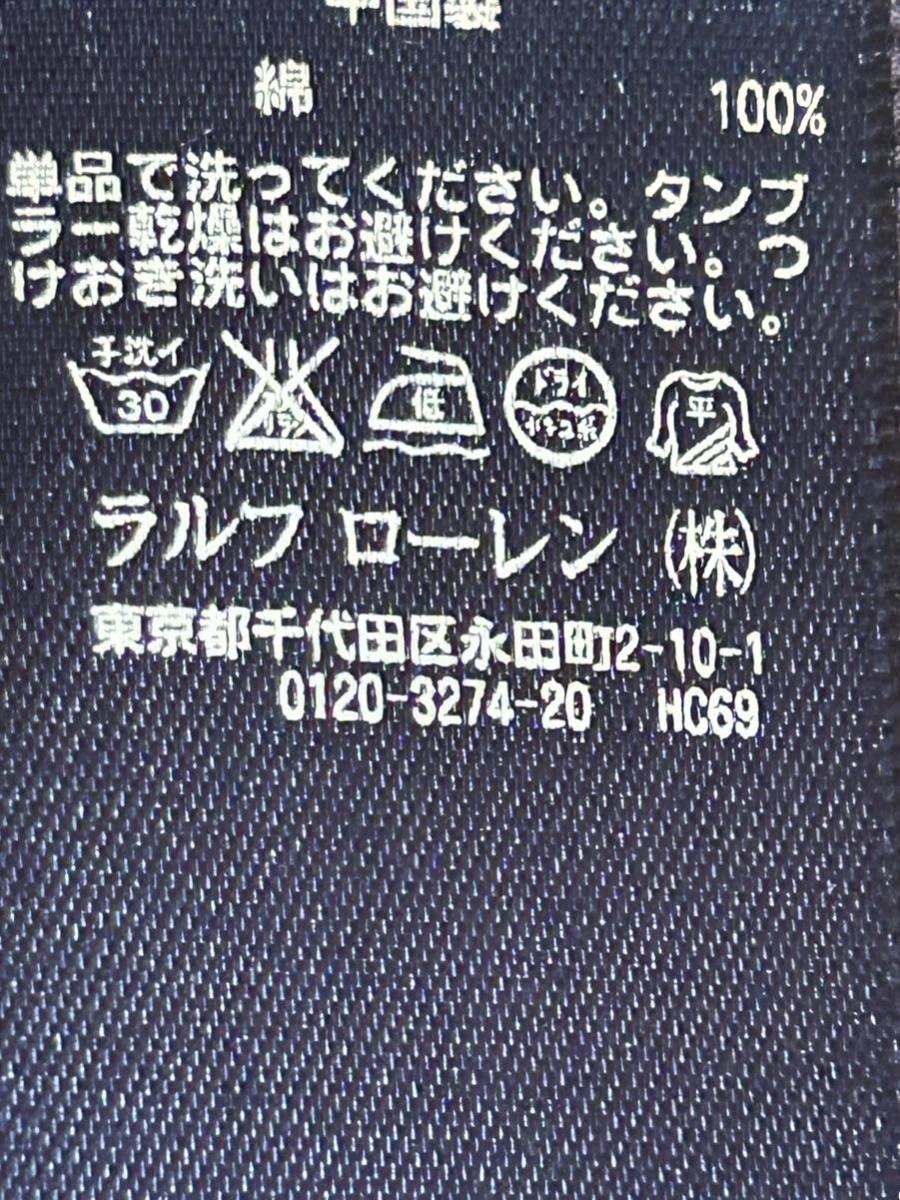 中国製
綿 100%
単品で洗ってください。タンブ
ラー乾燥はお避けください。つ
けおき洗いはお避けください。
手洗イ 30 低 ドライ 平
ラルフ ローレン (株)
東京都千代田区永田町2-10-1
0120-3274-20 HC69